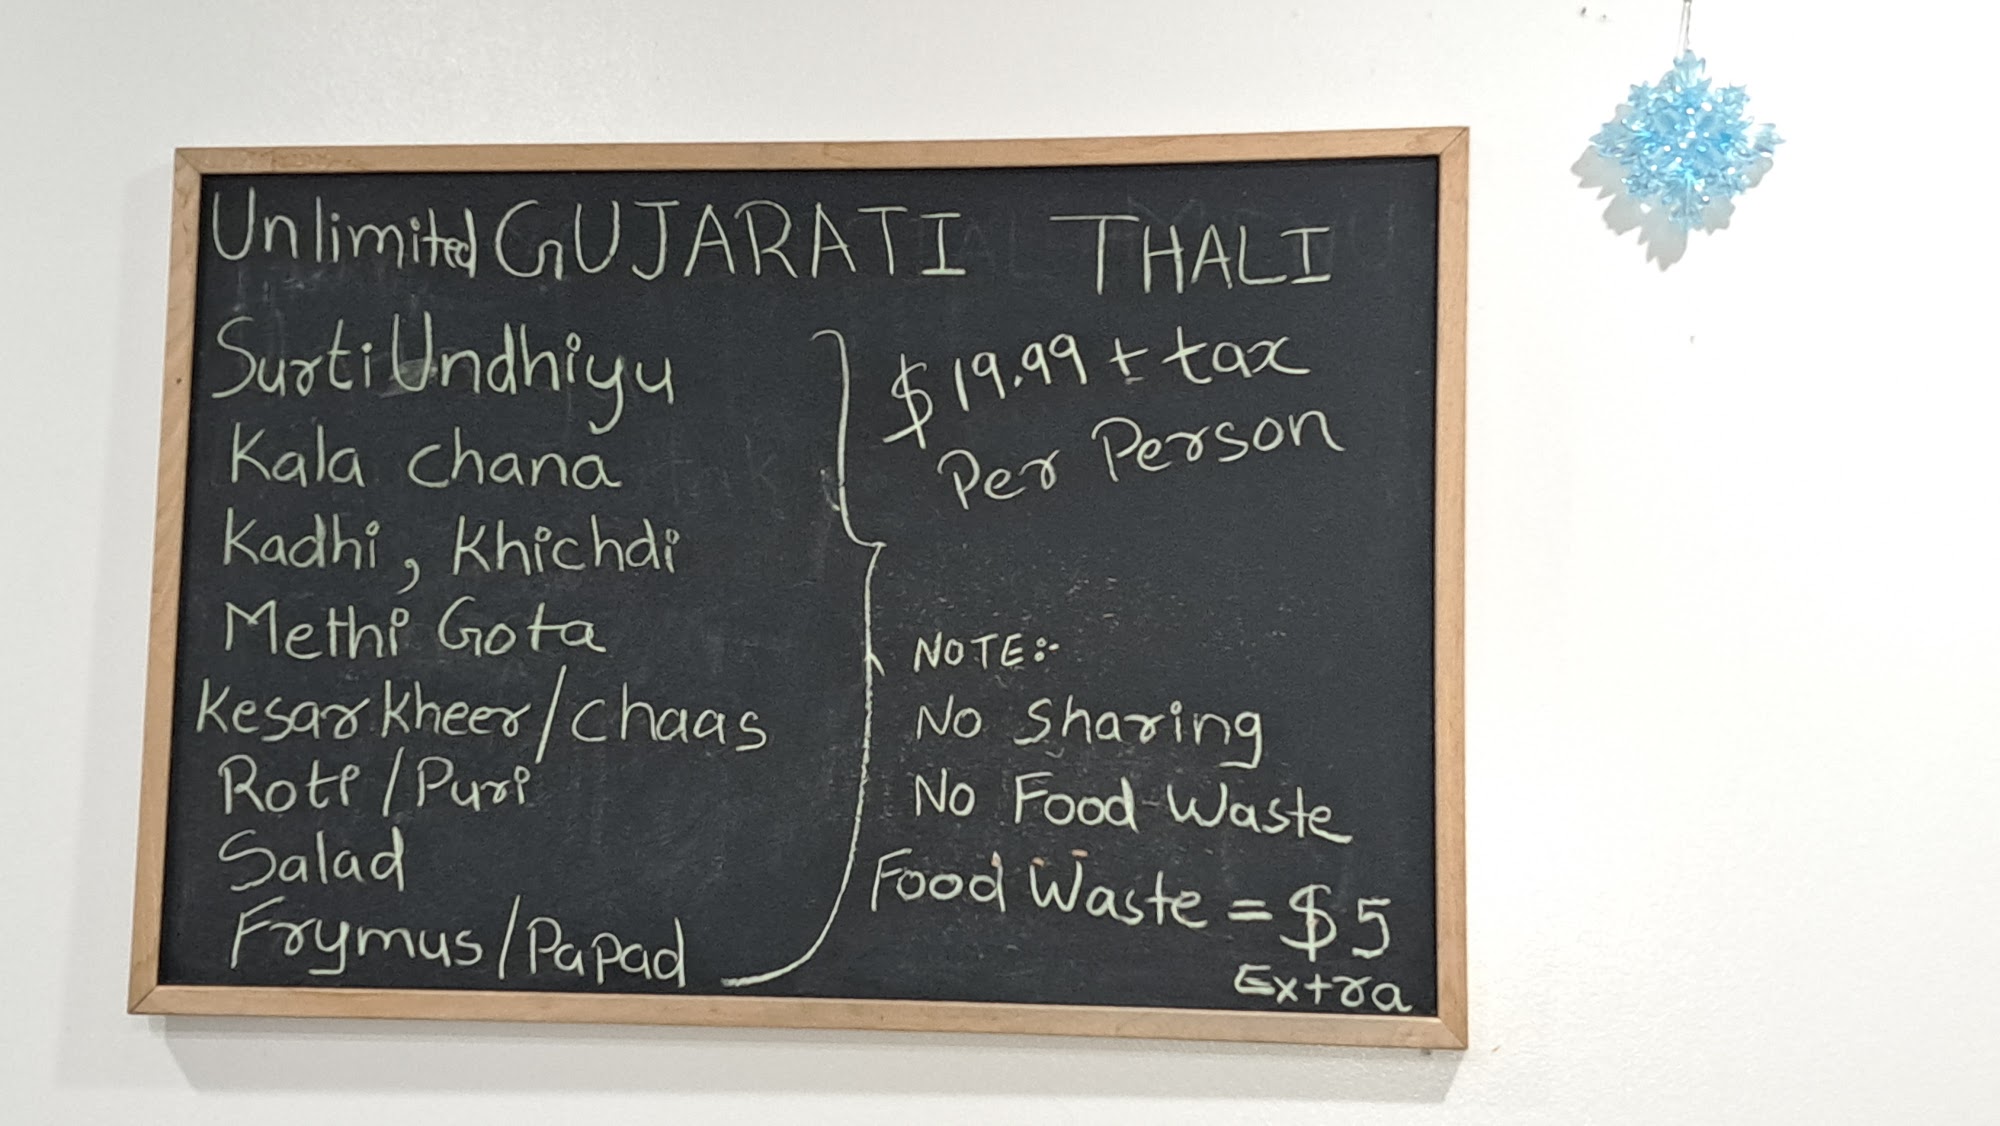 Unlimited GUJARATI THALI
Surti Undhiyu
Kala chana
Kadhi, Khichdi
Methi Gota
Kesar Kheer/chaas
Roti/Puri
Salad
Frymus/Papad
$19.99 + tax
Per Person
NOTE:-
No Sharing
No Food Waste
Food Waste = $5
Extra